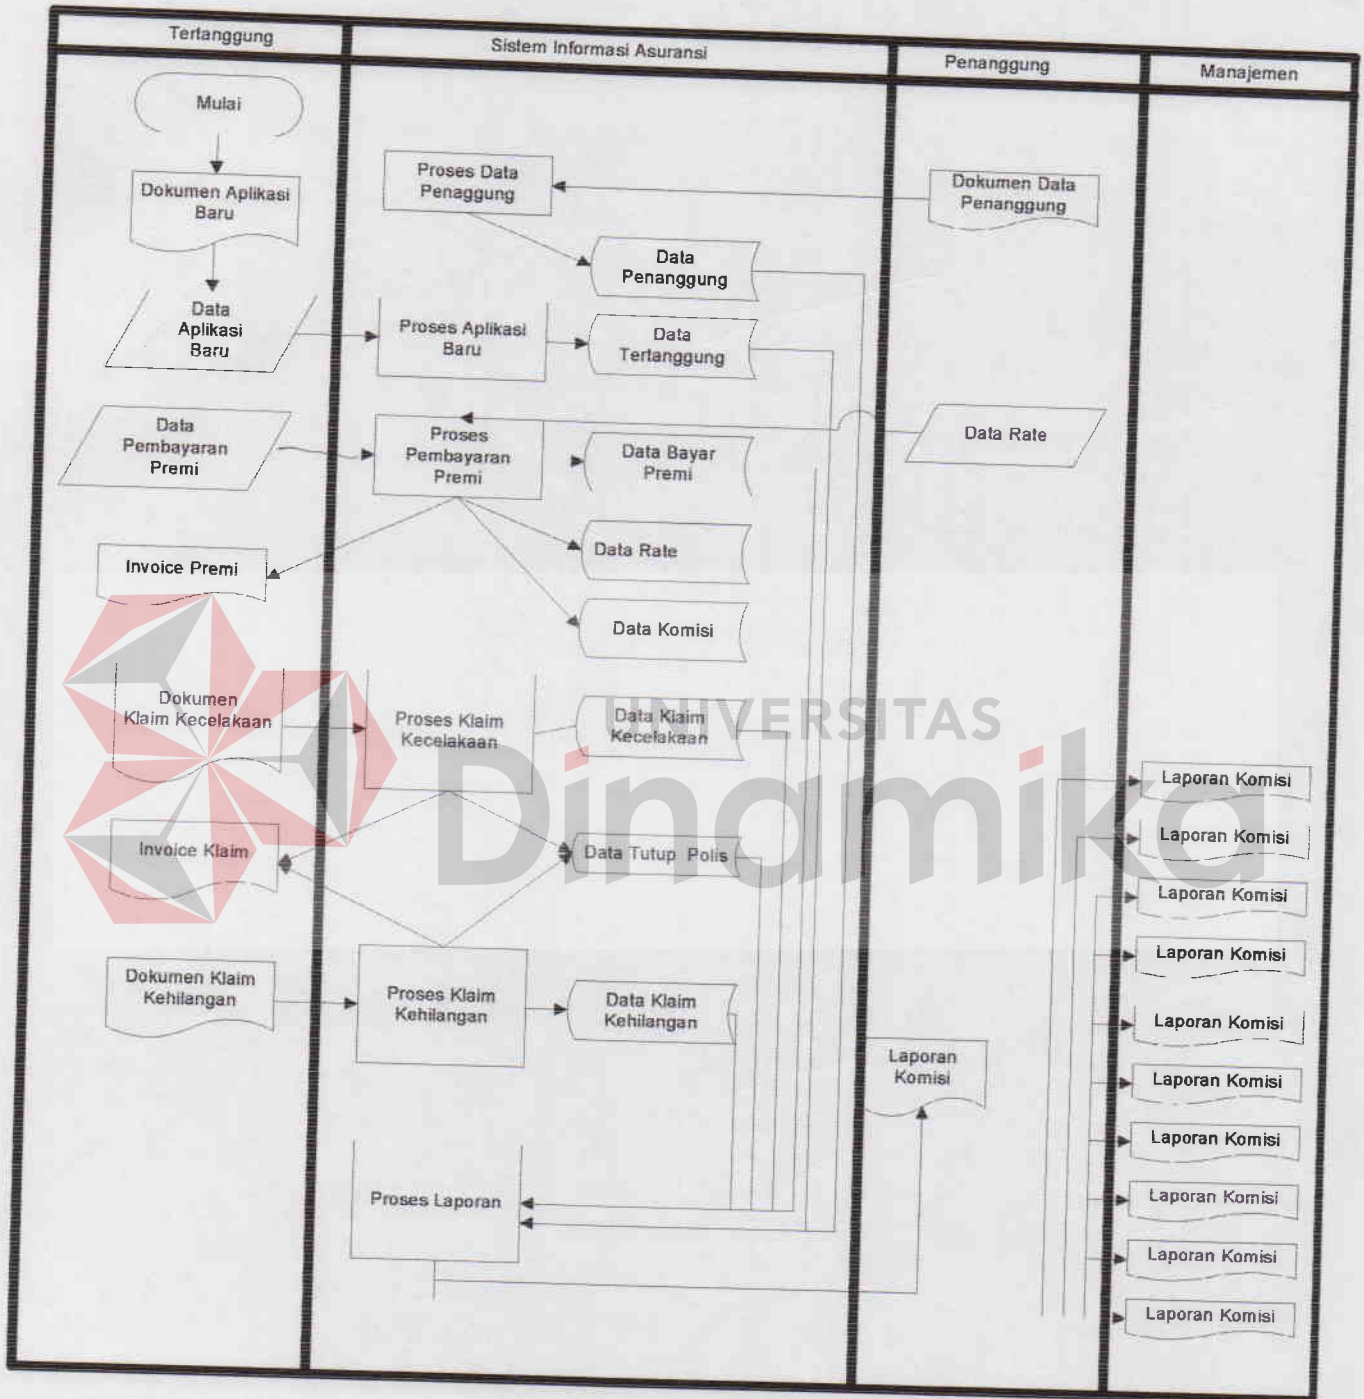 Tertanggung
Sistem Informasi Asuransi
Penanggung
Manajemen
Mulai
Dokumen Aplikasi
Baru
Proses Data
Penaggung
Dokumen Data
Penanggung
Data
Penanggung
Data
Aplikasi
Baru
Proses Aplikasi
Baru
Data
Tertanggung
Data
Pembayaran
Premi
Proses
Pembayaran
Premi
Data Bayar
Premi
Data Rate
Invoice Premi
Data Rate
Data Komisi
Dokumen
Klaim Kecelakaan
Proses Klaim
Kecelakaan
Data Klaim
Kecelakaan
UNIVERSITAS
Dinamika
Invoice Klaim
Data Tutup Polis
Dokumen Klaim
Kehilangan
Proses Klaim
Kehilangan
Data Klaim
Kehilangan
Laporan
Komisi
Proses Laporan
Laporan Komisi
Laporan Komisi
Laporan Komisi
Laporan Komisi
Laporan Komisi
Laporan Komisi
Laporan Komisi
Laporan Komisi
Laporan Komisi
Laporan Komisi